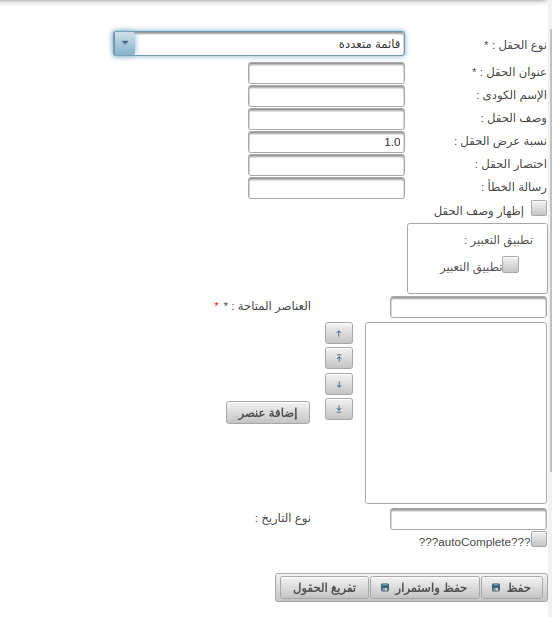 نوع الحقل : * قائمة متعددة
عنوان الحقل : *
الإسم الكودى :
وصف الحقل :
نسبة عرض الحقل : 1.0
اختصار الحقل :
رسالة الخطأ :
إظهار وصف الحقل
تطبيق التعبير :
تطبيق التعبير
العناصر المتاحة : * *
إضافة عنصر
نوع التاريخ :
???autoComplete???
حفظ حفظ واستمرار تفريغ الحقول